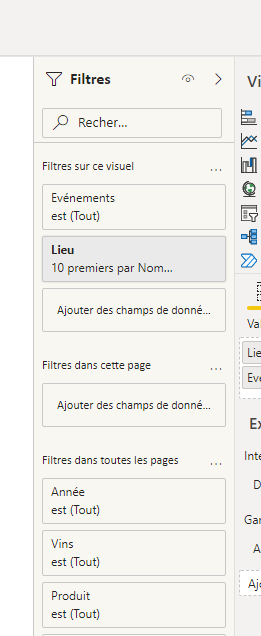 Filtres
Vi
Recher...
Filtres sur ce visuel
...
Evénements
est (Tout)
Lieu
10 premiers par Nom...
Ajouter des champs de donné...
Filtres dans cette page
...
Ajouter des champs de donné...
Filtres dans toutes les pages
...
Année
est (Tout)
Vins
est (Tout)
Produit
est (Tout)
Val
Lie
Evé
Ex
Inte
D
Gar
A
Ajo